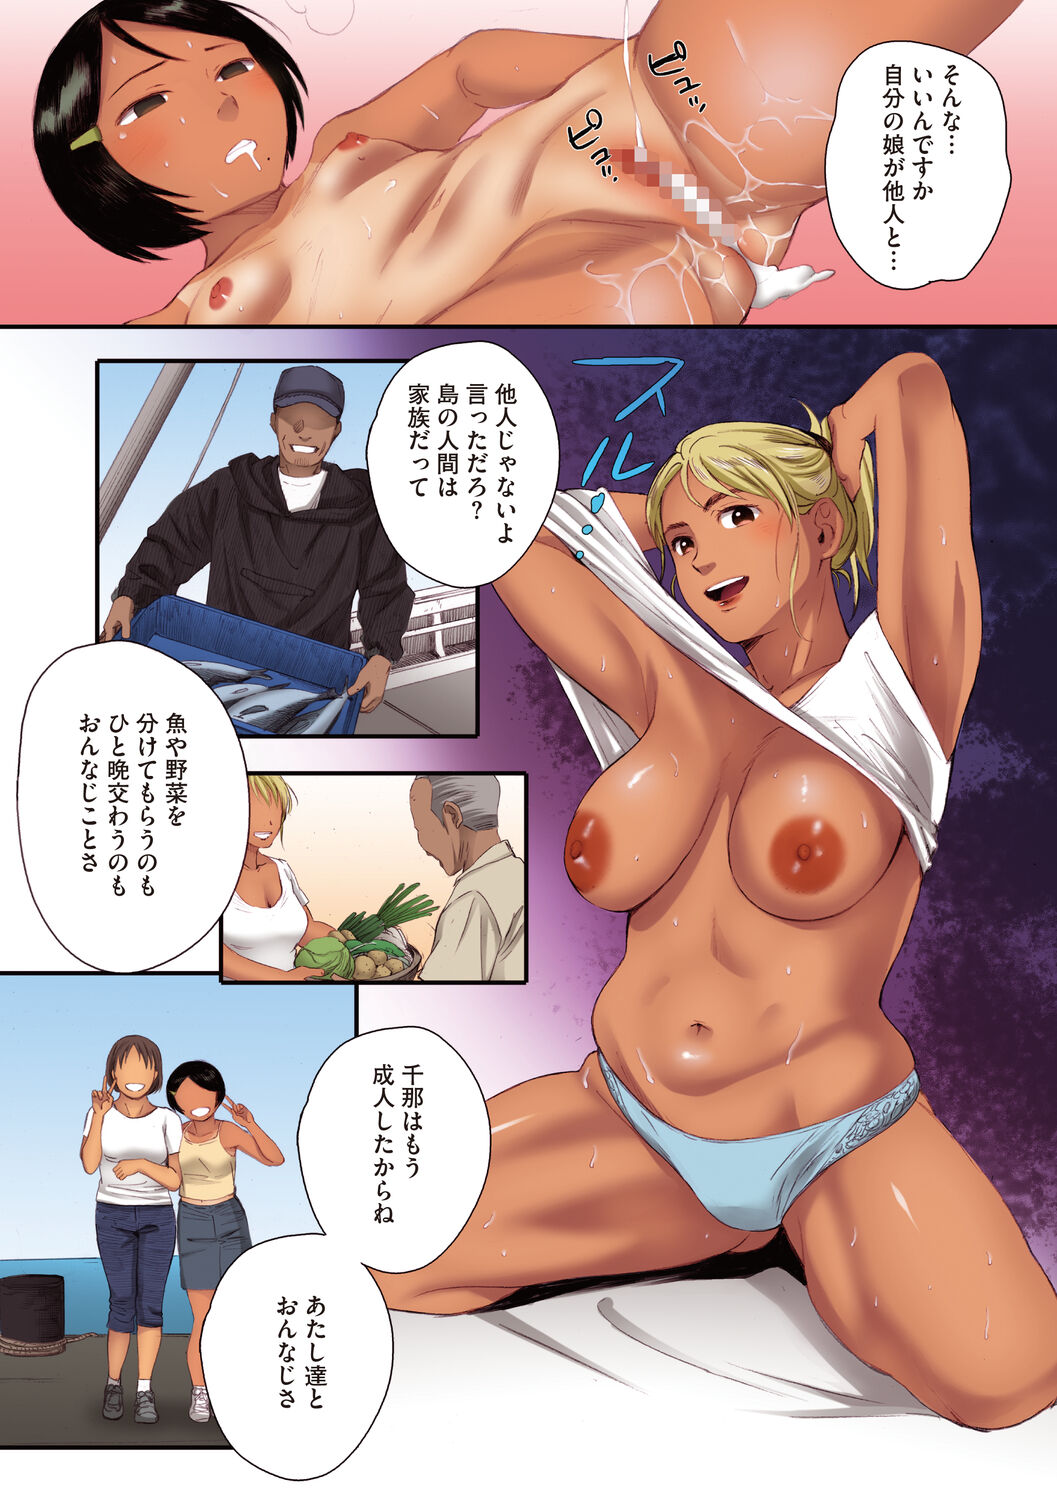 そんな…
いいんですか
自分の娘が他人と…
ピュッ
ピュッ
スル…
他人じゃないよ
言っただろ？
島の人間は
家族だって
魚や野菜を
分けてもらうのも
ひと晩交わうのも
おんなじことさ
千那はもう
成人したからね
あたし達と
おんなじさ